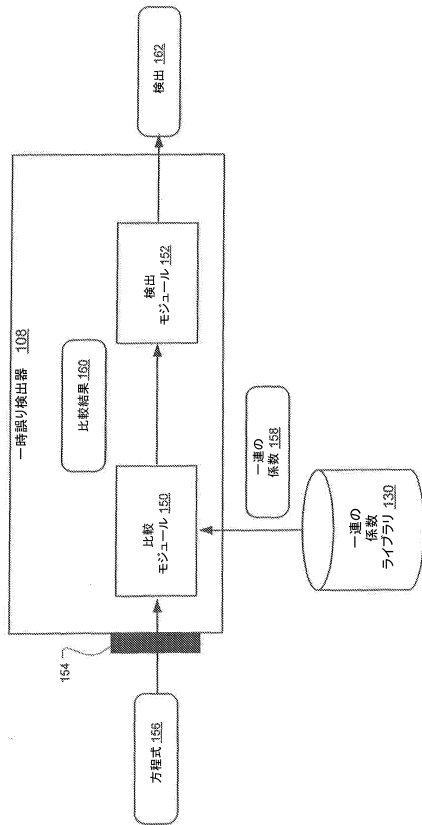 一時誤り検出器 108
154
方程式 156
比較
モジュール 150
比較結果 160
検出
モジュール 152
検出 162
一連の
係数 158
一連の
係数
ライブラリ 130